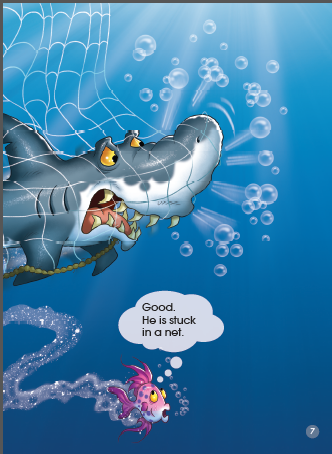 Good.
He is stuck
in a net.
7